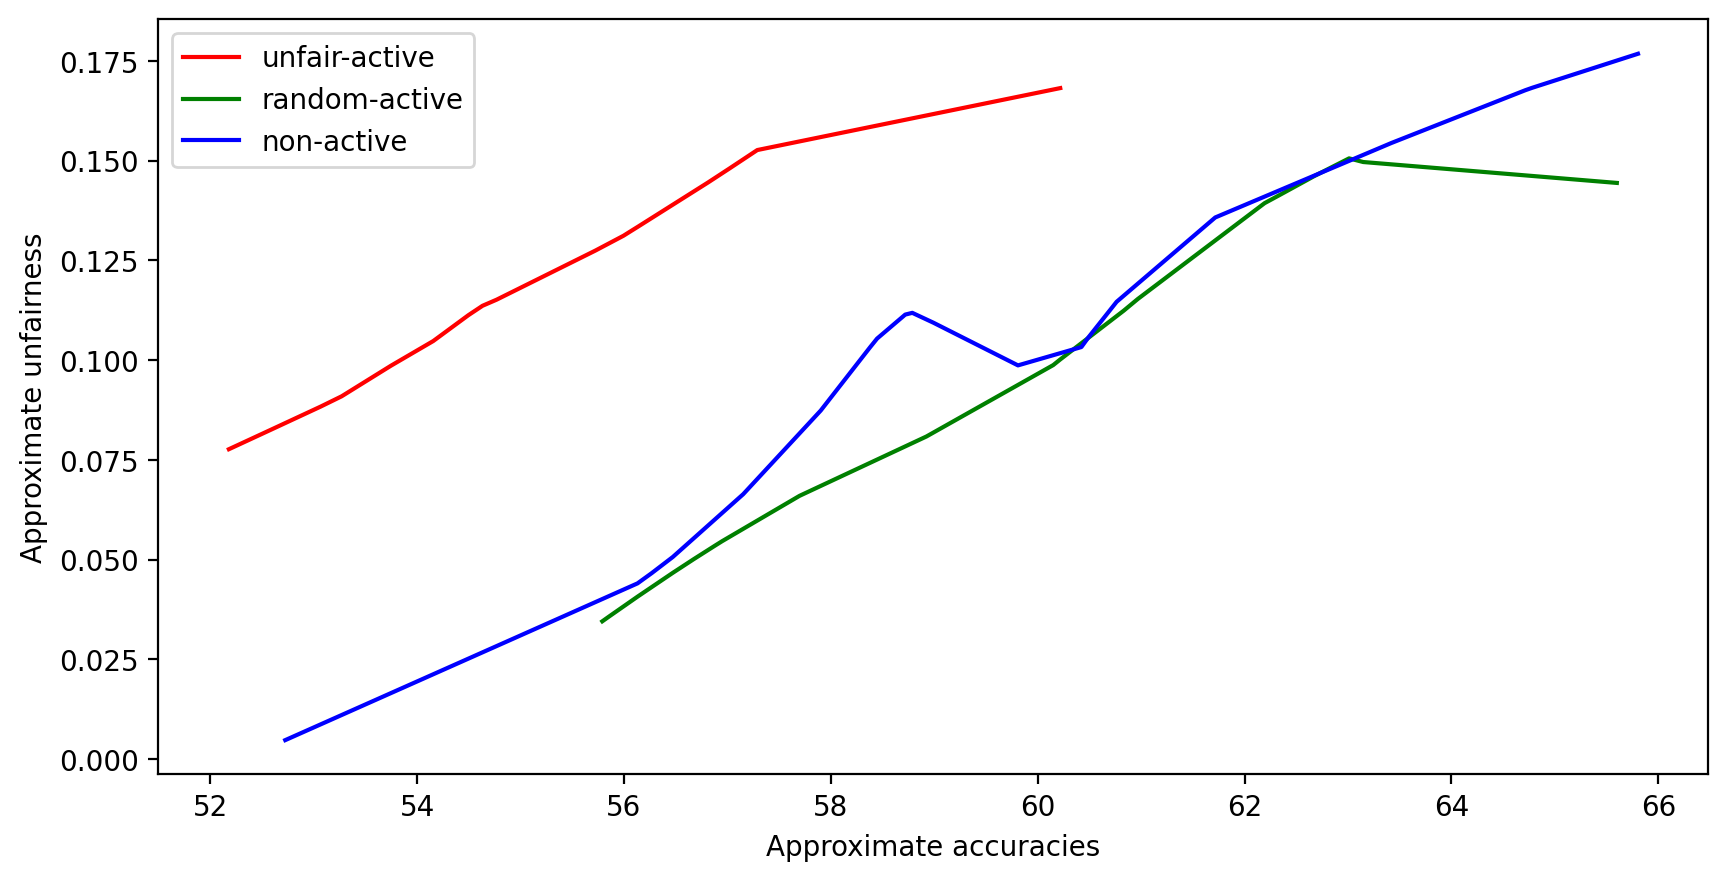 unfair-active
random-active
non-active
0.175
0.150
0.125
0.100
0.075
0.050
0.025
0.000
Approximate unfairness
52 54 56 58 60 62 64 66
Approximate accuracies